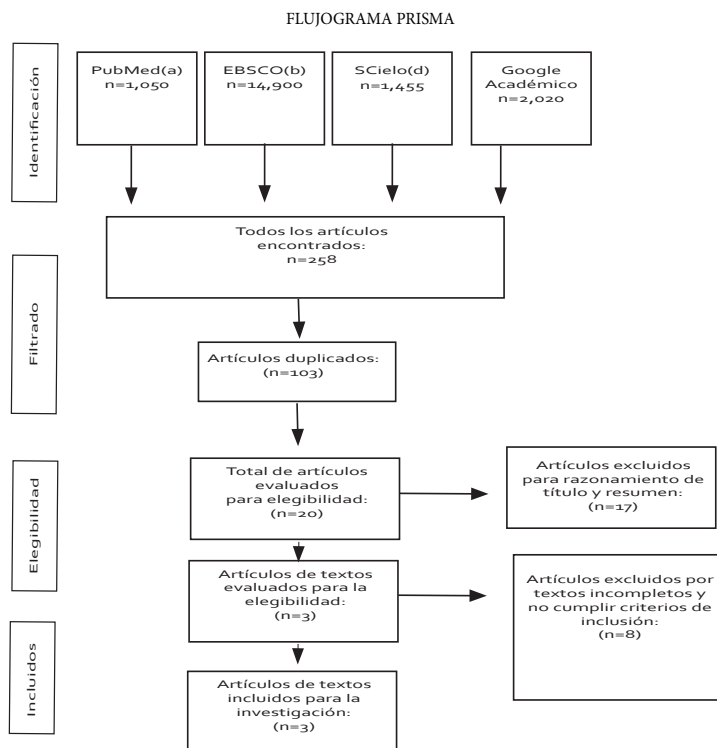 FLUJOGRAMA PRISMA
Identificación
PubMed(a)
n=1,050
EBSCO(b)
n=14,900
SCielo(d)
n=1,455
Google
Académico
n=2,020
Todos los artículos
encontrados:
n=258
Filtrado
Artículos duplicados:
(n=103)
Elegibilidad
Total de artículos
evaluados
para elegibilidad:
(n=20)
Artículos excluidos
para razonamiento de
título y resumen:
(n=17)
Artículos de textos
evaluados para la
elegibilidad:
(n=3)
Artículos excluidos por
textos incompletos y
no cumplir criterios de
inclusión:
(n=8)
Incluidos
Artículos de textos
incluidos para la
investigación:
(n=3)